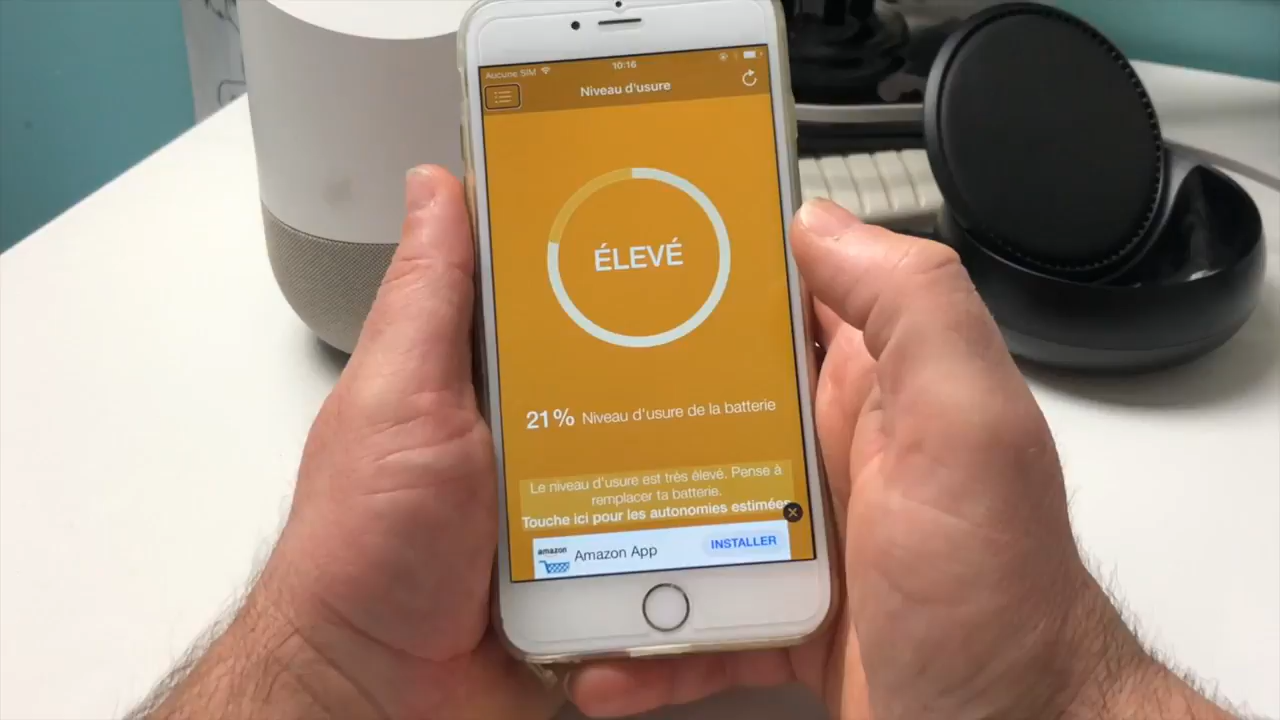 Aucune SIM
10:16
Niveau d'usure
ÉLEVÉ
21% Niveau d'usure de la batterie
Le niveau d'usure est très élevé. Pense à
remplacer ta batterie.
Touche ici pour les autonomies estimées
amazon
Amazon App
INSTALLER